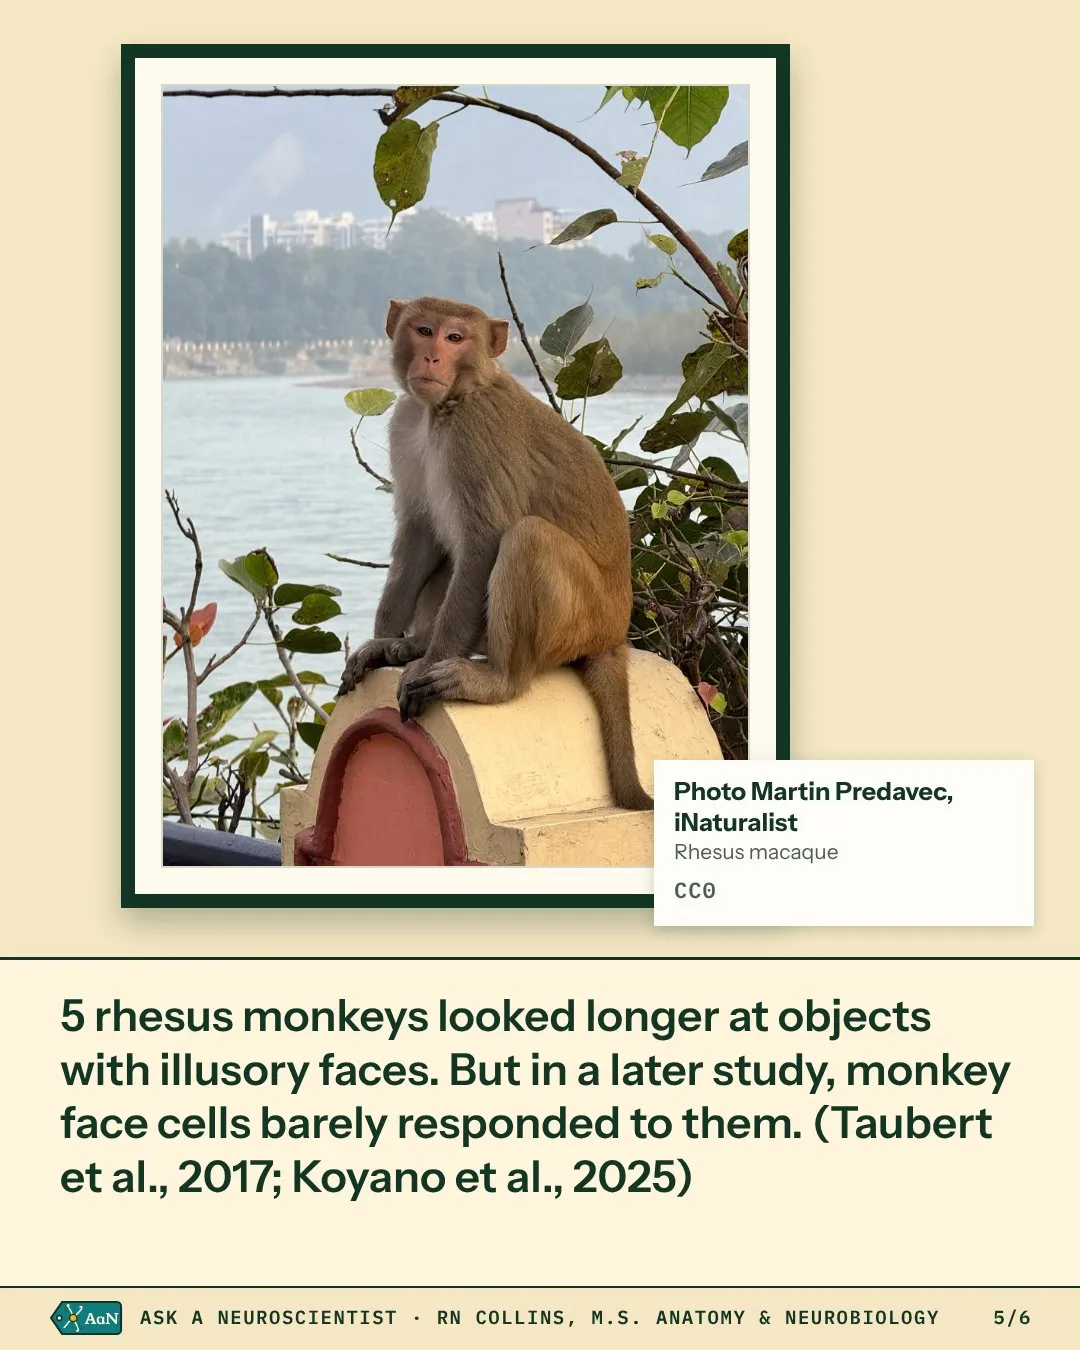 Photo Martin Predavec,
iNaturalist
Rhesus macaque
CC0
5 rhesus monkeys looked longer at objects
with illusory faces. But in a later study, monkey
face cells barely responded to them. (Taubert
et al., 2017; Koyano et al., 2025)
AaN ASK A NEUROSCIENTIST · RN COLLINS, M.S. ANATOMY & NEUROBIOLOGY 5/6